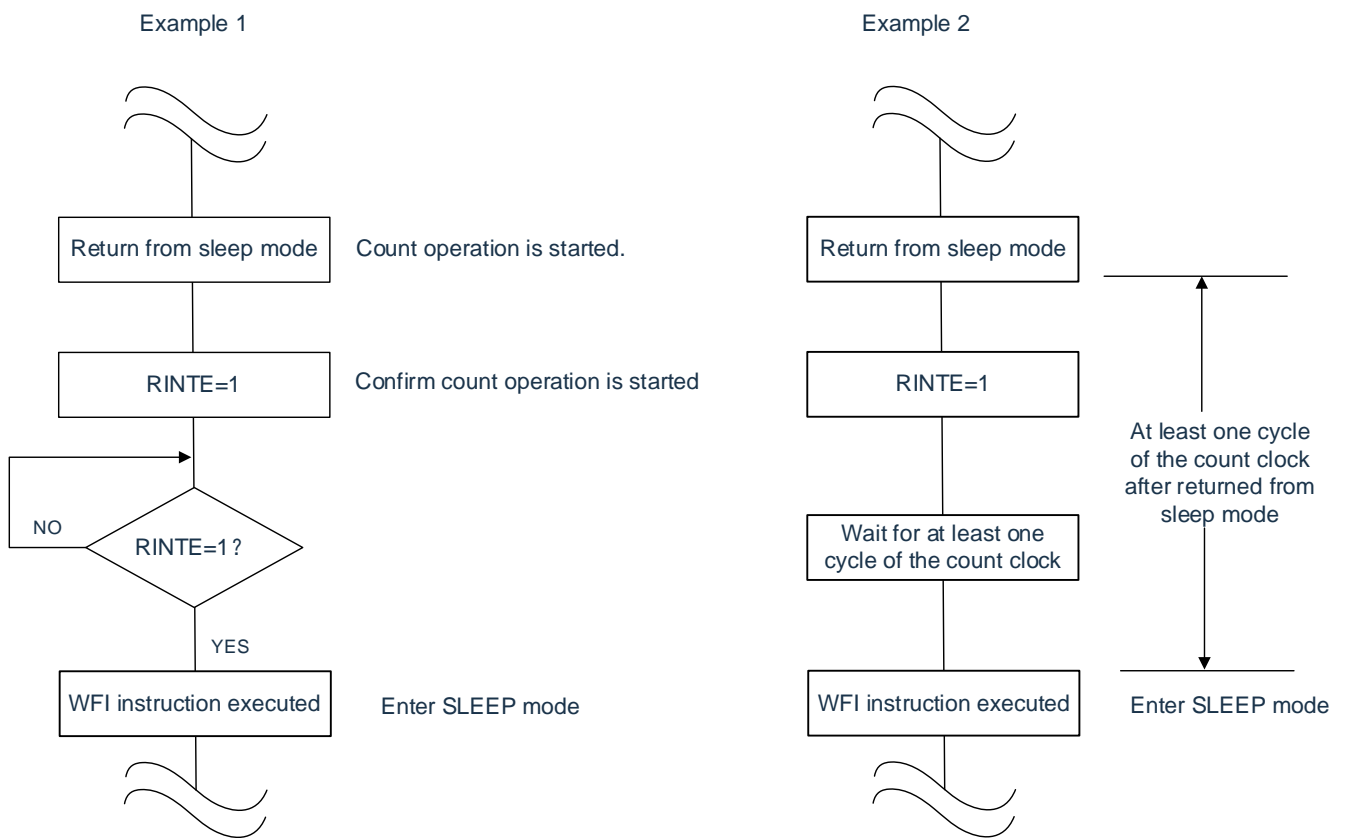 Example 1
Return from sleep mode
Count operation is started.
RINTE=1
Confirm count operation is started
NO
RINTE=1?
YES
WFI instruction executed
Enter SLEEP mode
Example 2
Return from sleep mode
RINTE=1
At least one cycle
of the count clock
after returned from
sleep mode
Wait for at least one
cycle of the count clock
WFI instruction executed
Enter SLEEP mode